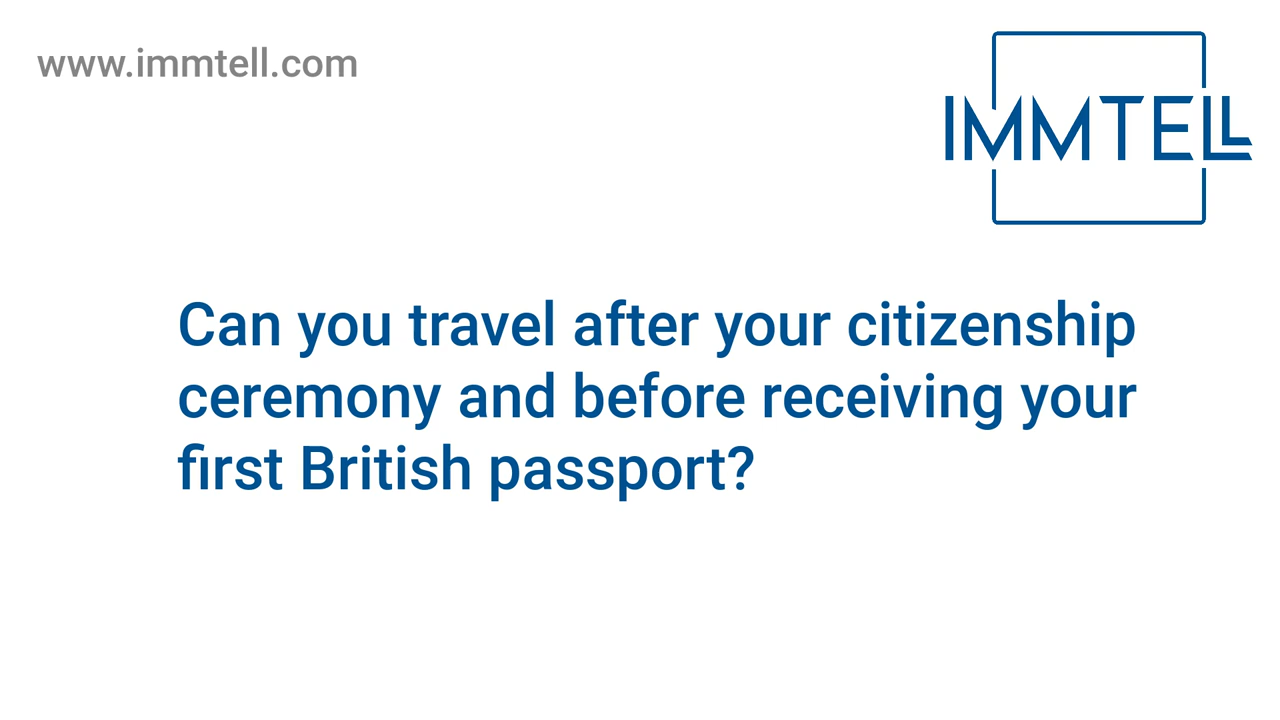 www.immtell.com
IMMTELL
Can you travel after your citizenship
ceremony and before receiving your
first British passport?